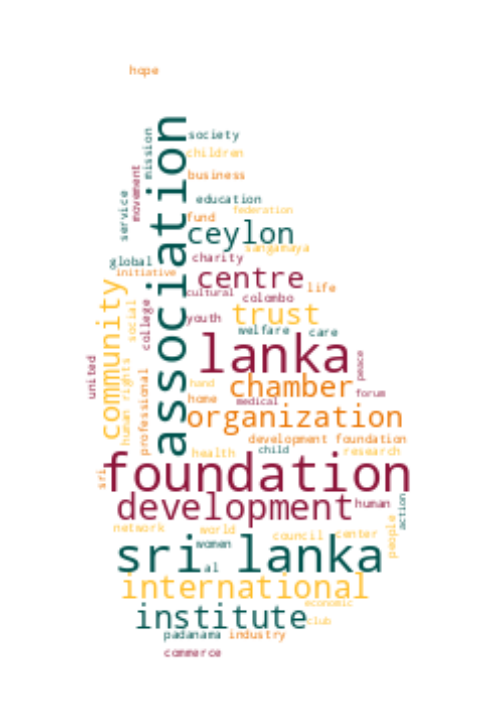 hope
association
society
mission
children
movement
business
service
education
federation
fund
ceylon
sangamaya
charity
global
initiative
centre
life
cultural
colombo
community
social
college
youth
trust
welfare
care
lanka
peace
united
human rights
professional
hand
chamber
home
medical
forum
organization
development foundation
health
child
research
sri
foundation
development
human
action
network
world
council
center
people
women
sri lanka
al
international
economic
institute
club
padanama
industry
commerce